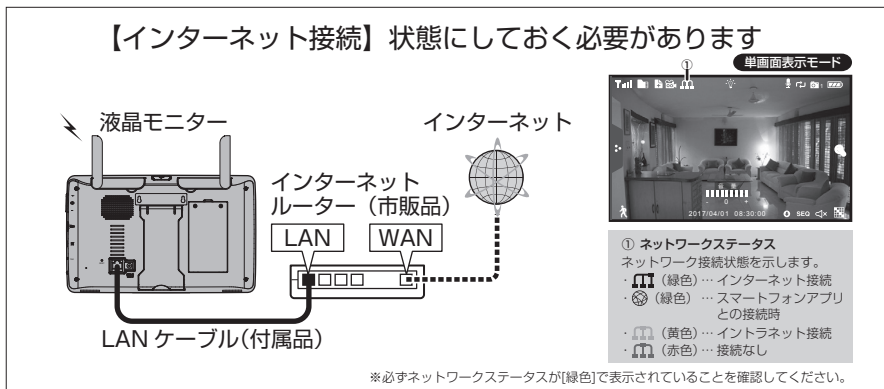 【インターネット接続】状態にしておく必要があります
①
単画面表示モード
液晶モニター
インターネット
インターネット
ルーター（市販品）
LAN
WAN
LAN ケーブル（付属品）
- 0 +
2017/04/01 08:30:00
SEQ
① ネットワークステータス
ネットワーク接続状態を示します。
・（緑色）… インターネット接続
・（緑色）… スマートフォンアプリ
との接続時
・（黄色）… イントラネット接続
・（赤色）… 接続なし
※必ずネットワークステータスが[緑色]で表示されていることを確認してください。